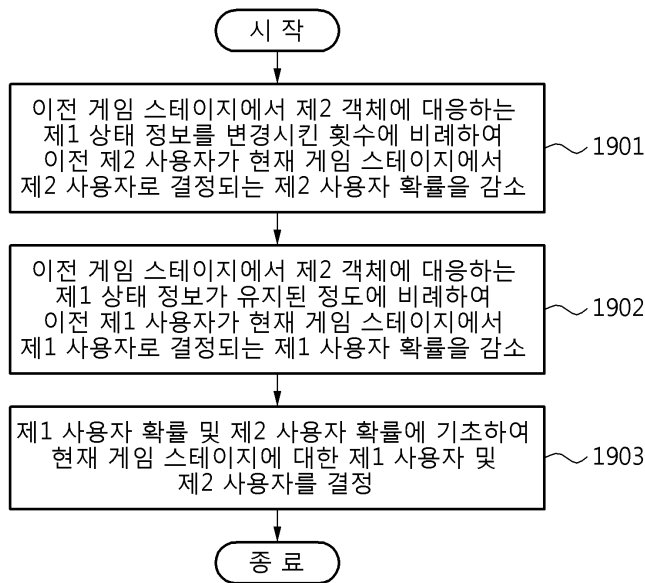 시 작
이전 게임 스테이지에서 제2 객체에 대응하는
제1 상태 정보를 변경시킨 횟수에 비례하여
이전 제2 사용자가 현재 게임 스테이지에서
제2 사용자로 결정되는 제2 사용자 확률을 감소
1901
이전 게임 스테이지에서 제2 객체에 대응하는
제1 상태 정보가 유지된 정도에 비례하여
이전 제1 사용자가 현재 게임 스테이지에서
제1 사용자로 결정되는 제1 사용자 확률을 감소
1902
제1 사용자 확률 및 제2 사용자 확률에 기초하여
현재 게임 스테이지에 대한 제1 사용자 및
제2 사용자를 결정
1903
종 료